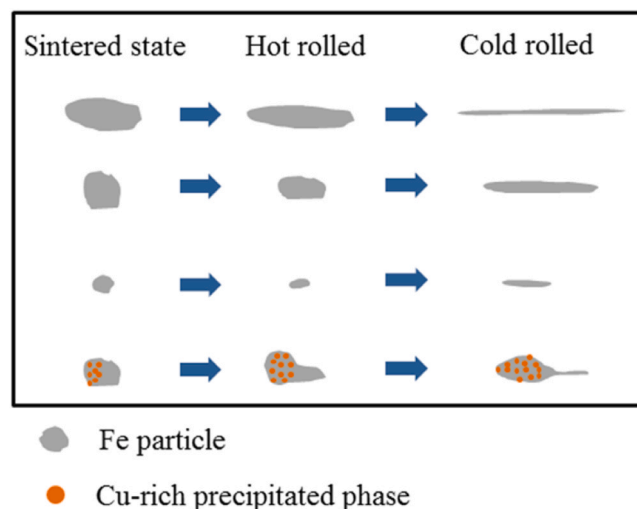 Sintered state Hot rolled Cold rolled
Fe particle
Cu-rich precipitated phase